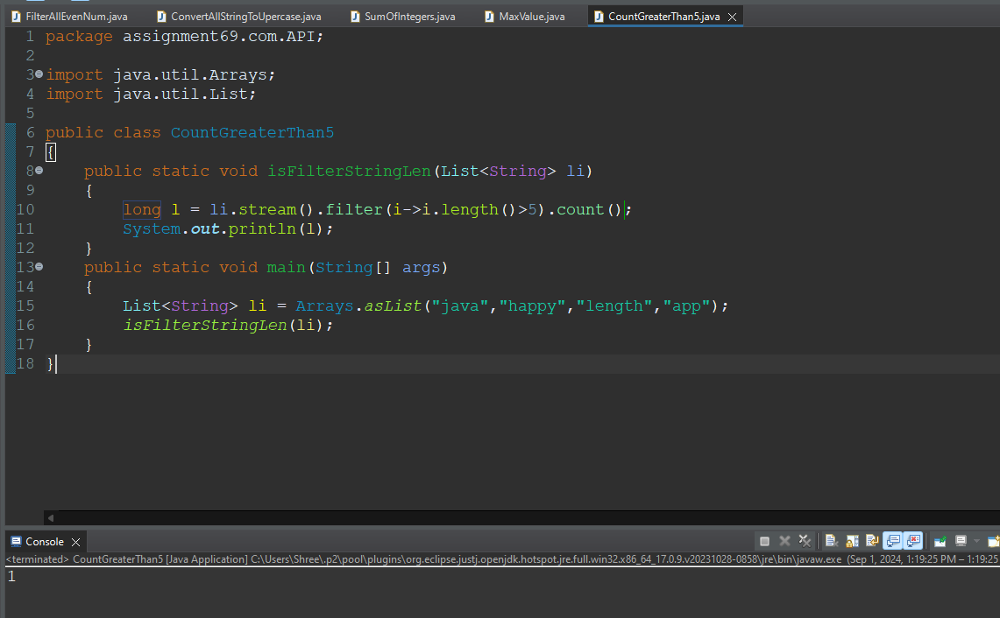 FilterAllEvenNum.java ConvertAllStringToUpercase.java SumOfIntegers.java MaxValue.java CountGreaterThan5.java
1 package assignment69.com.API;
2
3 import java.util.Arrays;
4 import java.util.List;
5
6 public class CountGreaterThan5
7 {
8 public static void isFilterStringLen(List<String> li)
9 {
10 long l = li.stream().filter(i->i.length()>5).count();
11 System.out.println(l);
12 }
13 public static void main(String[] args)
14 {
15 List<String> li = Arrays.asList("java","happy","length","app");
16 isFilterStringLen(li);
17 }
18 }
Console
<terminated> CountGreaterThan5 [Java Application] C:\Users\Shree\.p2\pool\plugins\org.eclipse.justj.openjdk.hotspot.jre.full.win32.x86_64_17.0.9.v20231028-0858\jre\bin\javaw.exe (Sep 1, 2024, 1:19:25 PM – 1:19:25
1